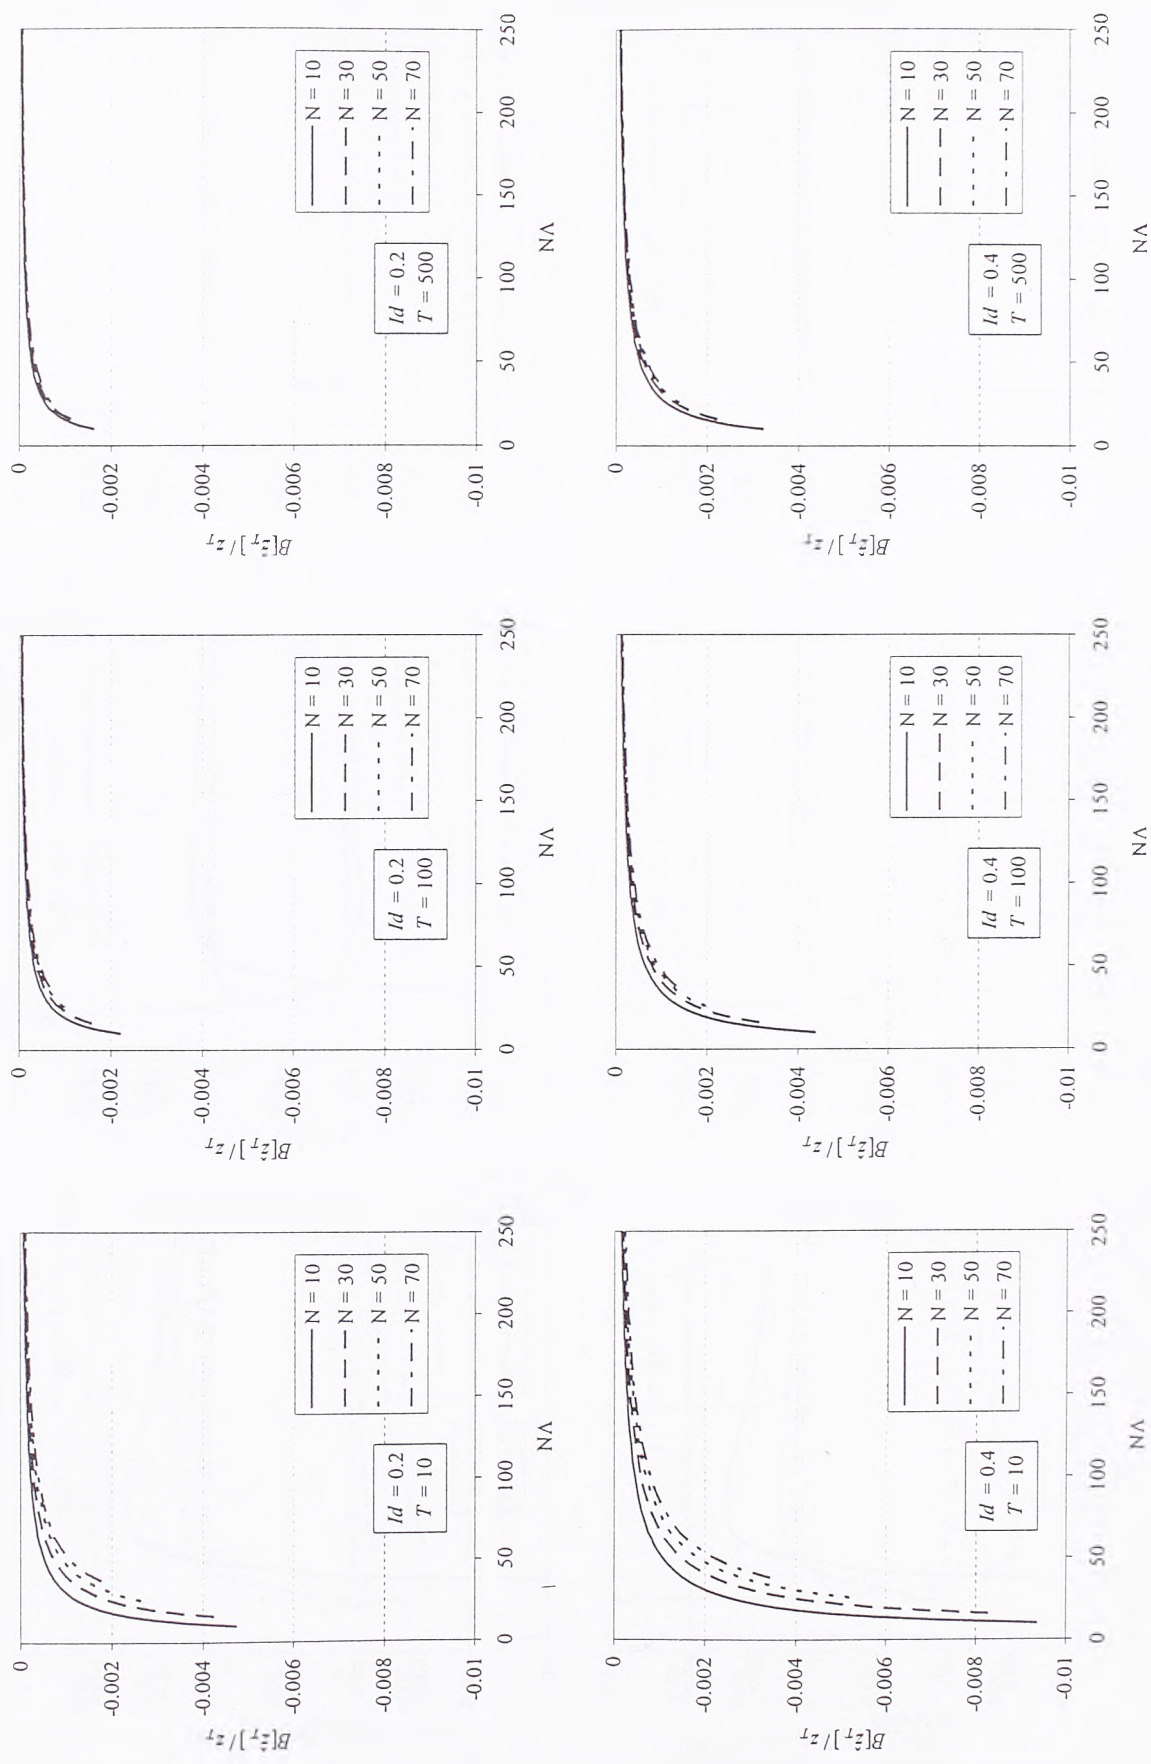 0
-0.002
-0.004
-0.006
-0.008
-0.01
B[ẑ_T]/z_T
Id = 0.2
T = 10
N = 10
N = 30
N = 50
N = 70
0 50 100 150 200 250
VN
0
-0.002
-0.004
-0.006
-0.008
-0.01
B[ẑ_T]/z_T
Id = 0.2
T = 100
N = 10
N = 30
N = 50
N = 70
0 50 100 150 200 250
VN
0
-0.002
-0.004
-0.006
-0.008
-0.01
B[ẑ_T]/z_T
Id = 0.2
T = 500
N = 10
N = 30
N = 50
N = 70
0 50 100 150 200 250
VN
0
-0.002
-0.004
-0.006
-0.008
-0.01
B[ẑ_T]/z_T
Id = 0.4
T = 10
N = 10
N = 30
N = 50
N = 70
0 50 100 150 200 250
VN
0
-0.002
-0.004
-0.006
-0.008
-0.01
B[ẑ_T]/z_T
Id = 0.4
T = 100
N = 10
N = 30
N = 50
N = 70
0 50 100 150 200 250
VN
0
-0.002
-0.004
-0.006
-0.008
-0.01
B[ẑ_T]/z_T
Id = 0.4
T = 500
N = 10
N = 30
N = 50
N = 70
0 50 100 150 200 250
VN